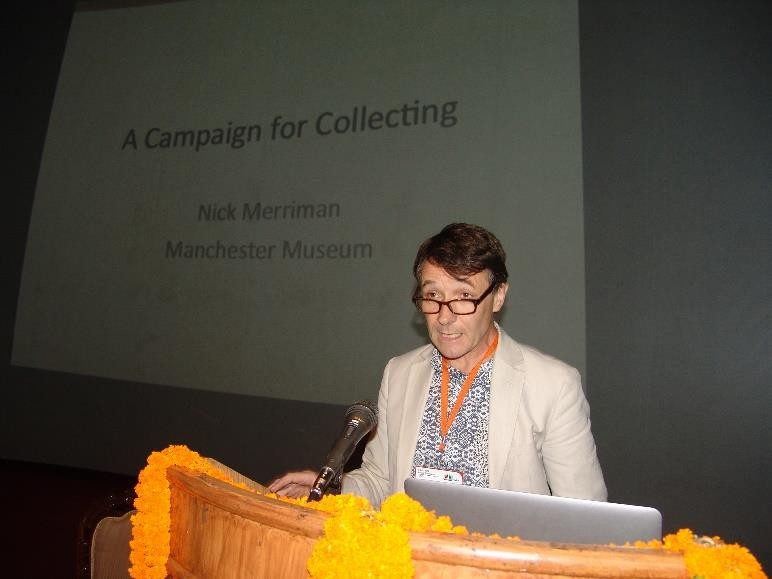 A Campaign for Collecting
Nick Merriman
Manchester Museum